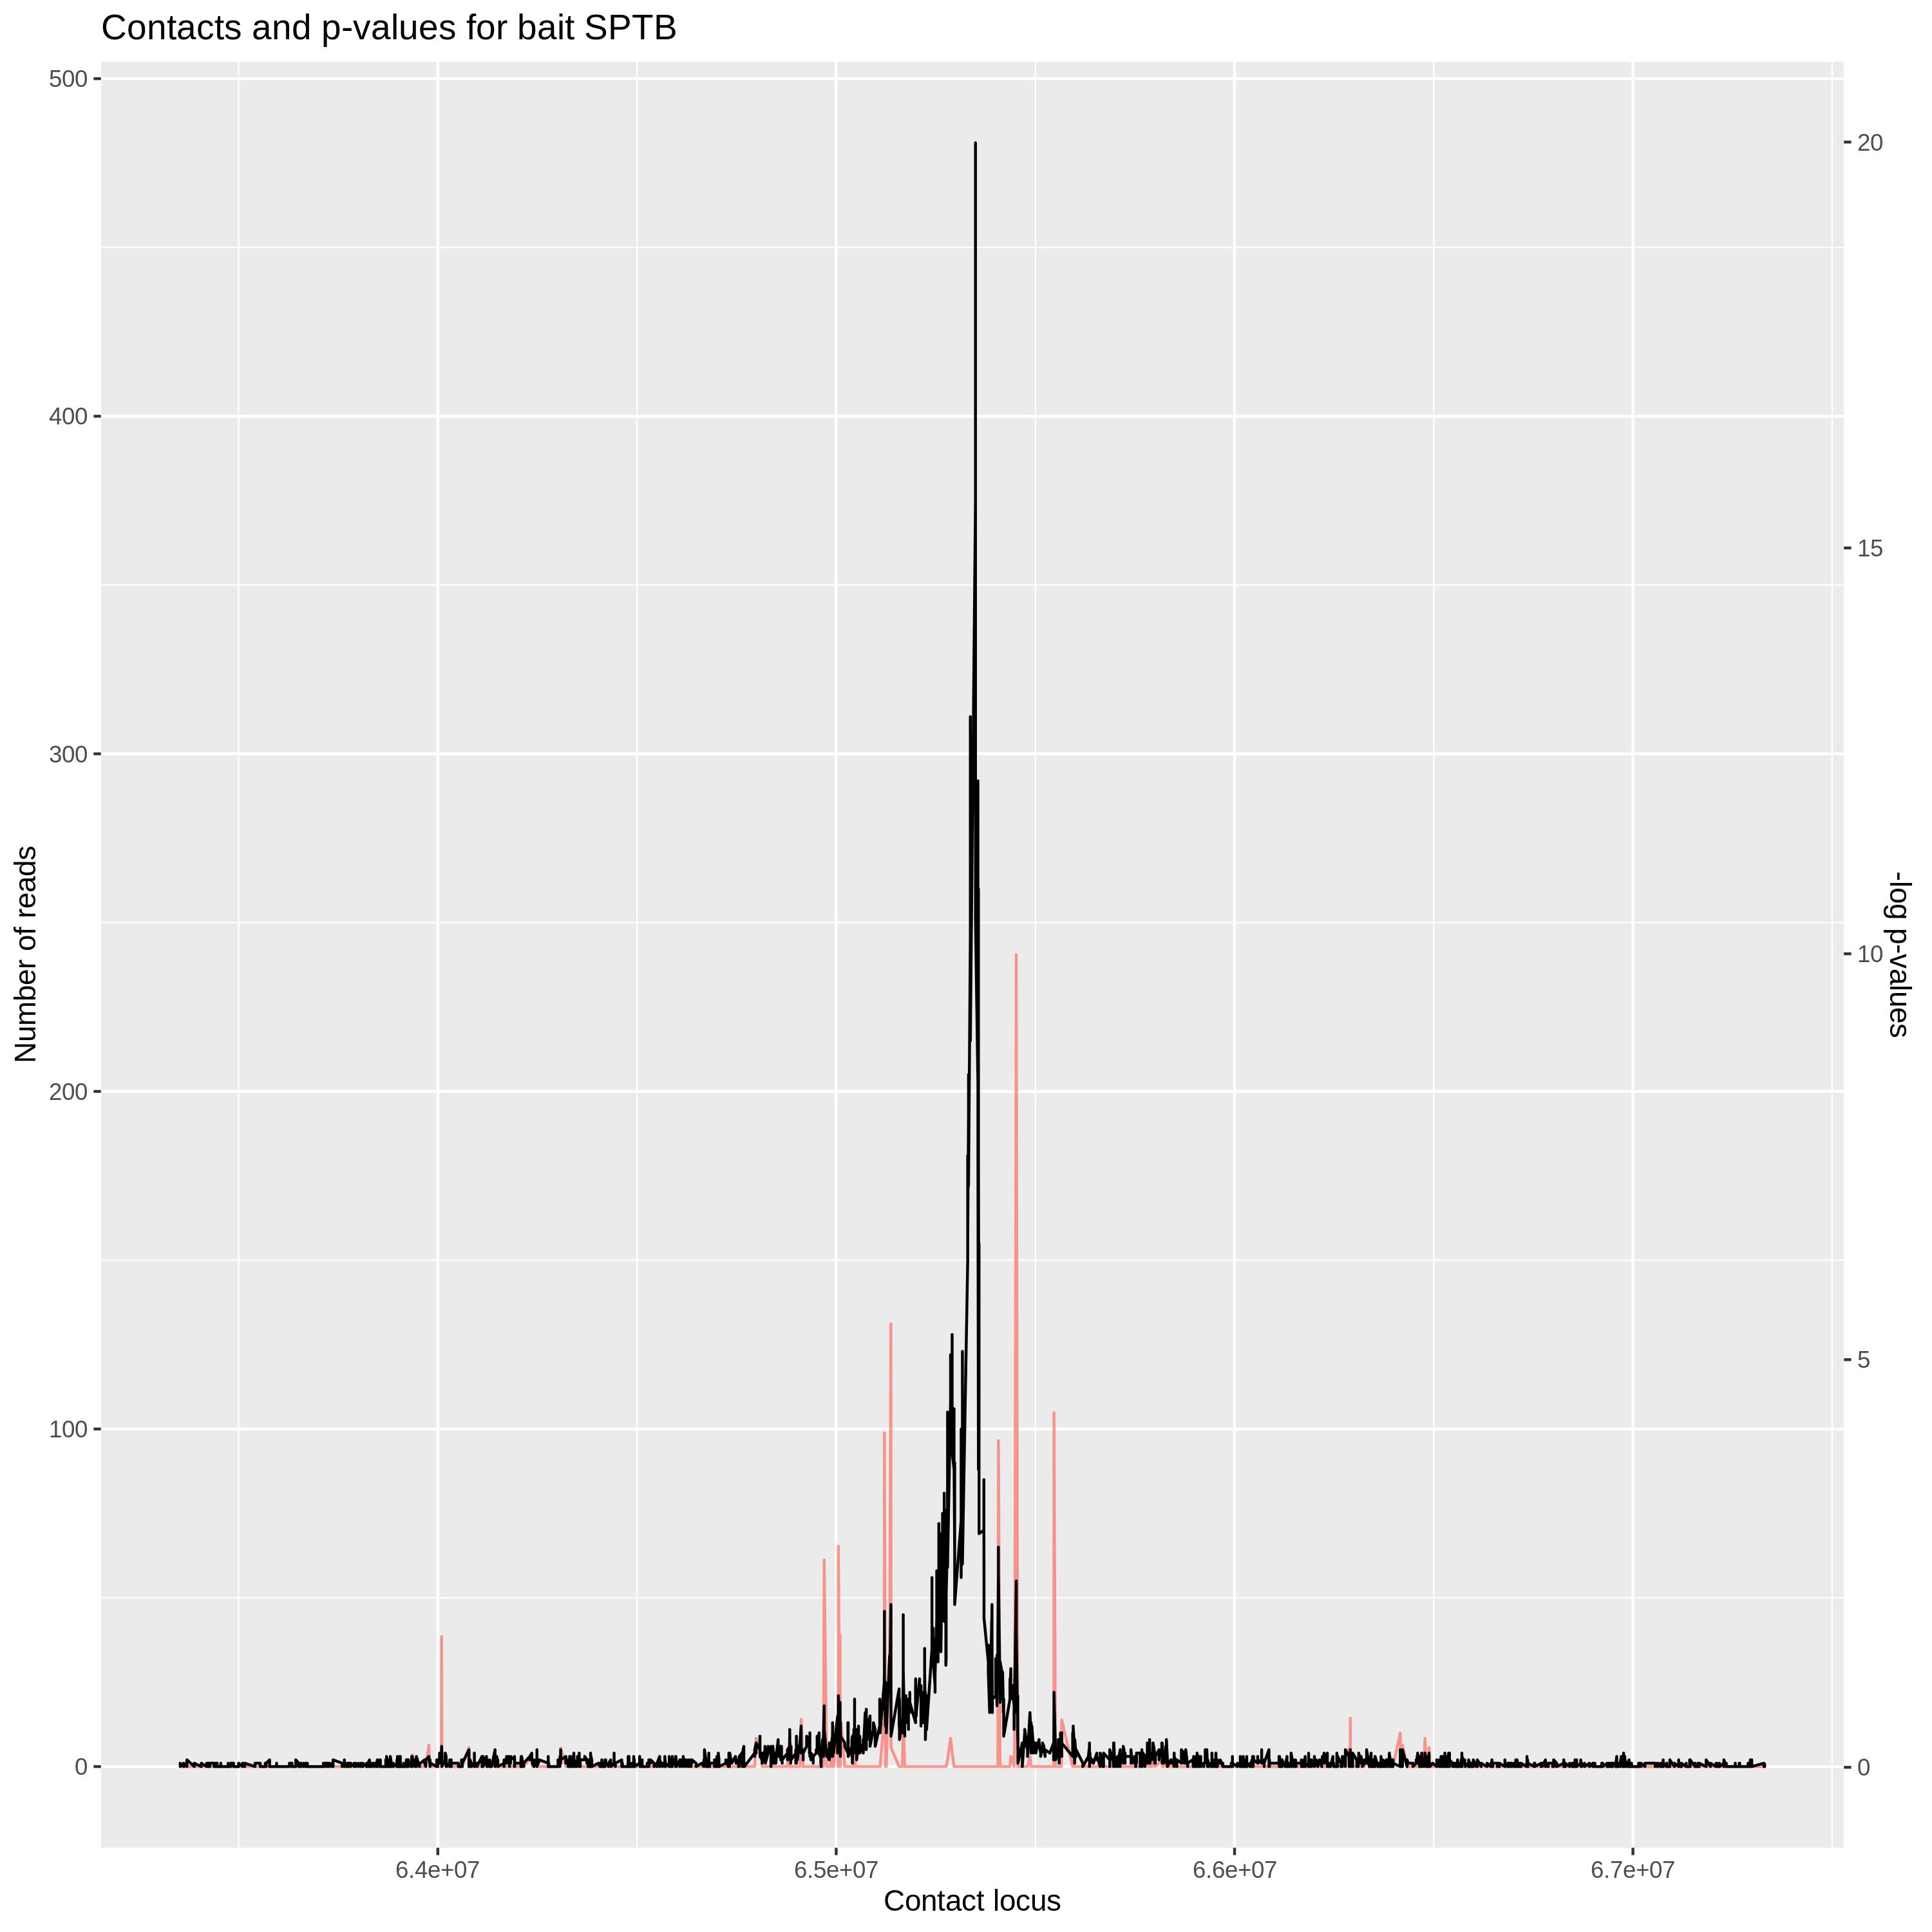 Contacts and p-values for bait SPTB
500
400
300
200
100
0
Number of reads
20
15
10
5
0
-log p-values
6.4e+07
6.5e+07
6.6e+07
6.7e+07
Contact locus